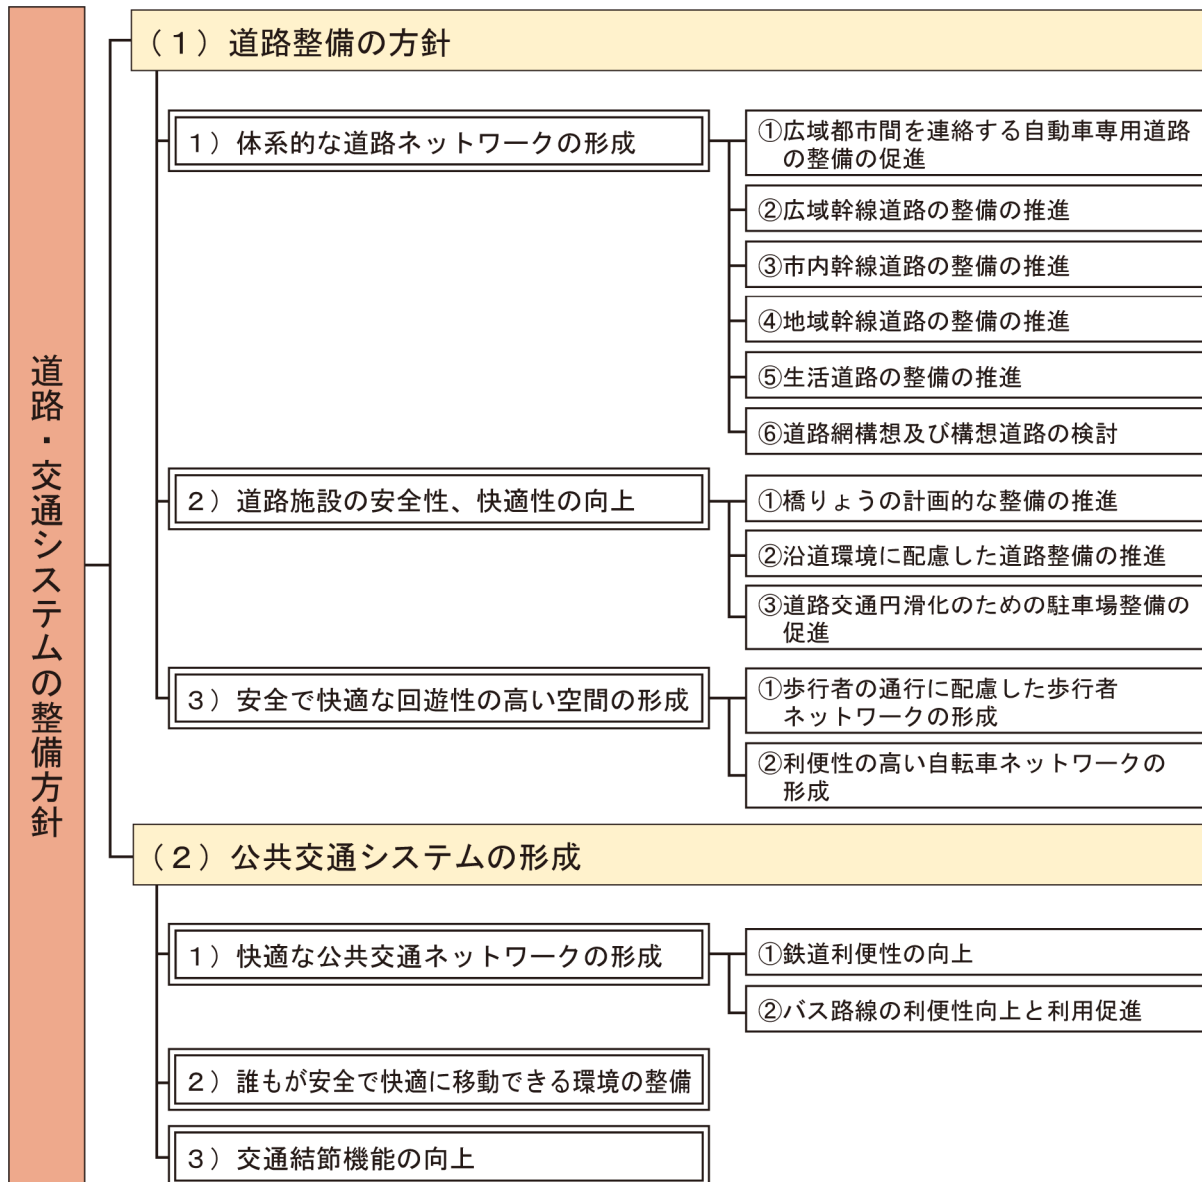 道路・交通システムの整備方針
（１）道路整備の方針
１）体系的な道路ネットワークの形成
①広域都市間を連絡する自動車専用道路
の整備の促進
②広域幹線道路の整備の推進
③市内幹線道路の整備の推進
④地域幹線道路の整備の推進
⑤生活道路の整備の推進
⑥道路網構想及び構想道路の検討
２）道路施設の安全性、快適性の向上
①橋りょうの計画的な整備の推進
②沿道環境に配慮した道路整備の推進
③道路交通円滑化のための駐車場整備の
促進
３）安全で快適な回遊性の高い空間の形成
①歩行者の通行に配慮した歩行者
ネットワークの形成
②利便性の高い自転車ネットワークの
形成
（２）公共交通システムの形成
１）快適な公共交通ネットワークの形成
①鉄道利便性の向上
②バス路線の利便性向上と利用促進
２）誰もが安全で快適に移動できる環境の整備
３）交通結節機能の向上